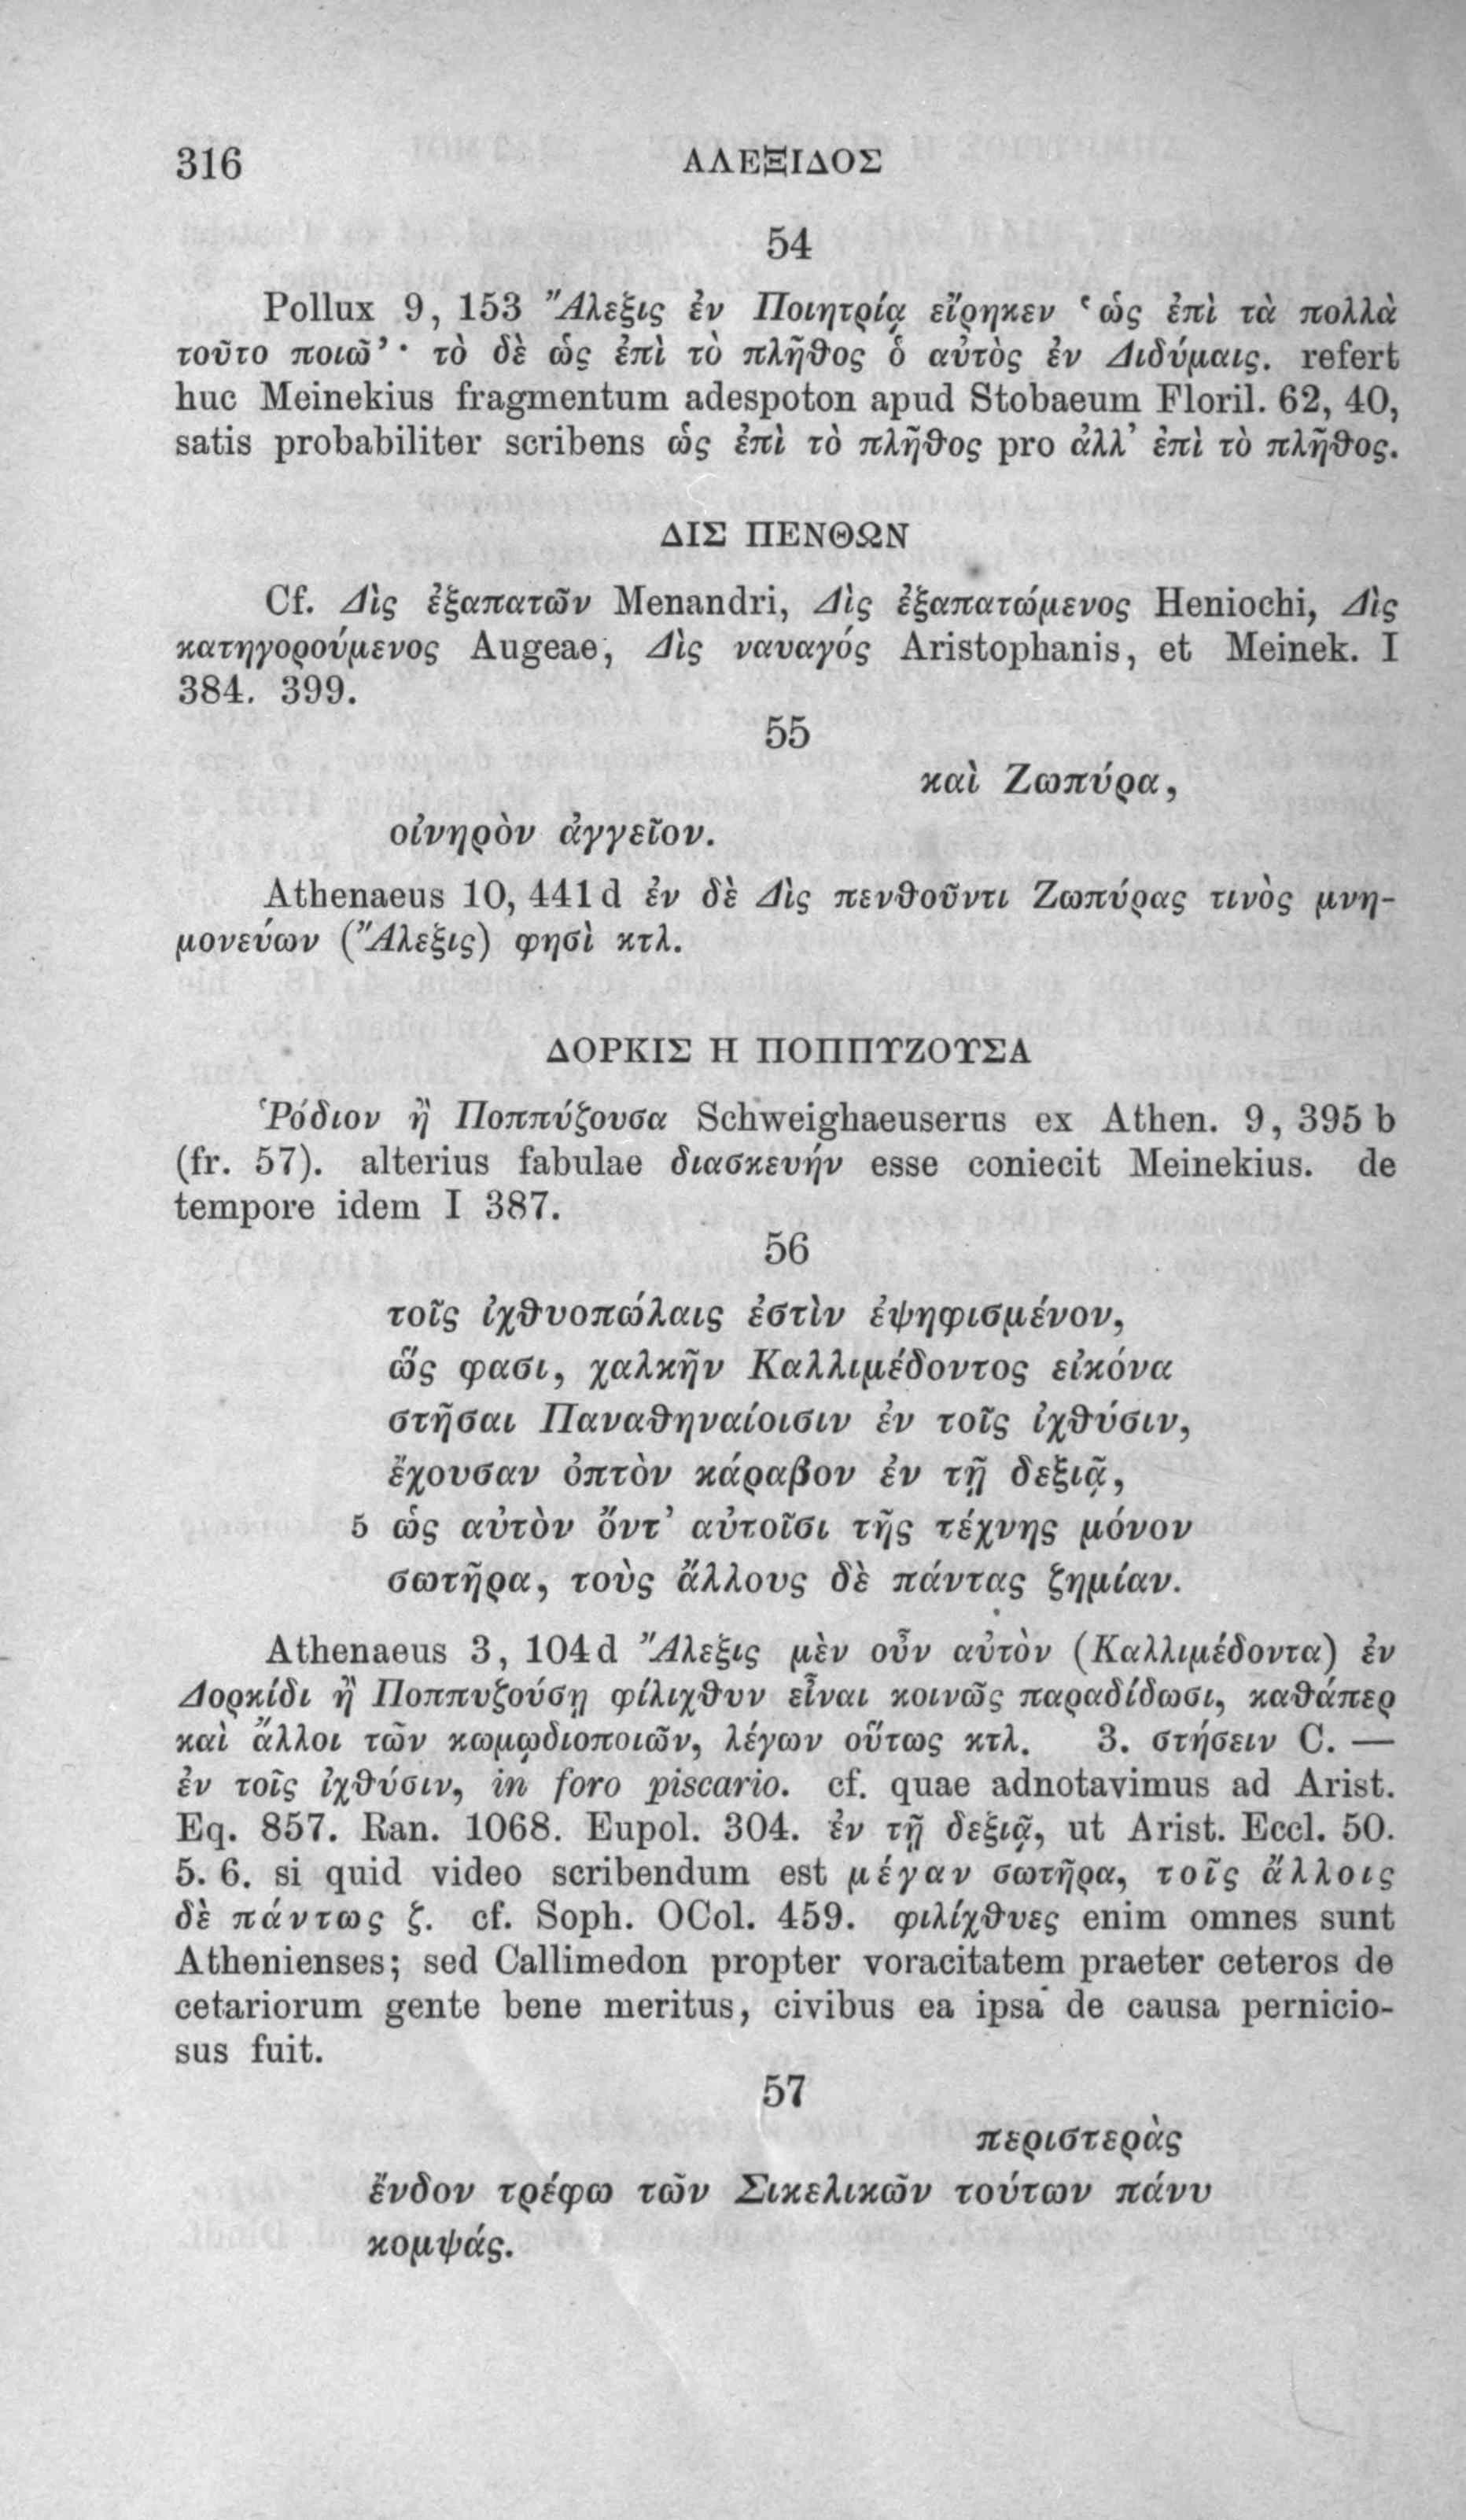 316 ΑΛΕΞΙΔΟΣ
54
Pollux 9, 153 Ἄλεξις ἐν Ποιητρίᾳ εἴρηκεν ‘ὡς ἐπὶ τὰ πολλὰ
τοῦτο ποιῶ’· τὸ δὲ ὡς ἐπὶ τὸ πλῆθος ὁ αὐτὸς ἐν Διδύμαις. refert
huc Meinekius fragmentum adespoton apud Stobaeum Floril. 62, 40,
satis probabiliter scribens ὡς ἐπὶ τὸ πλῆθος pro ἀλλ’ ἐπὶ τὸ πλῆθος.
ΔΙΣ ΠΕΝΘΩΝ
Cf. Δὶς ἐξαπατῶν Menandri, Δὶς ἐξαπατώμενος Heniochi, Δὶς
κατηγορούμενος Augeae, Δὶς ναυαγός Aristophanis, et Meinek. I
384. 399.
55
καὶ Ζωπύρα,
οἰνηρὸν ἀγγεῖον.
Athenaeus 10, 441 d ἐν δὲ Δὶς πενθοῦντι Ζωπύρας τινὸς μνη-
μονεύων (Ἄλεξις) φησὶ κτλ.
ΔΟΡΚΙΣ Η ΠΟΠΠΥΖΟΥΣΑ
Ῥόδιον ἢ Ποππύζουσα Schweighaeuserus ex Athen. 9, 395 b
(fr. 57). alterius fabulae διασκευήν esse coniecit Meinekius. de
tempore idem I 387.
56
τοῖς ἰχθυοπώλαις ἐστὶν ἐψηφισμένον,
ὥς φασι, χαλκῆν Καλλιμέδοντος εἰκόνα
στῆσαι Παναθηναίοισιν ἐν τοῖς ἰχθύσιν,
ἔχουσαν ὀπτὸν κάραβον ἐν τῇ δεξιᾷ,
5 ὡς αὐτὸν ὄντ’ αὐτοῖσι τῆς τέχνης μόνον
σωτῆρα, τοὺς ἄλλους δὲ πάντας ζημίαν.
Athenaeus 3, 104 d Ἄλεξις μὲν οὖν αὐτὸν (Καλλιμέδοντα) ἐν
Δορκίδι ἢ Ποππυζούσῃ φίλιχθυν εἶναι κοινῶς παραδίδωσι, καθάπερ
καὶ ἄλλοι τῶν κωμῳδιοποιῶν, λέγων οὕτως κτλ. 3. στήσειν C. —
ἐν τοῖς ἰχθύσιν, in foro piscario. cf. quae adnotavimus ad Arist.
Eq. 857. Ran. 1068. Eupol. 304. ἐν τῇ δεξιᾷ, ut Arist. Eccl. 50.
5. 6. si quid video scribendum est μέγαν σωτῆρα, τοῖς ἄλλοις
δὲ πάντως ζ. cf. Soph. OCol. 459. φιλίχθυες enim omnes sunt
Athenienses; sed Callimedon propter voracitatem praeter ceteros de
cetariorum gente bene meritus, civibus ea ipsa de causa pernicio-
sus fuit.
57
περιστερὰς
ἔνδον τρέφω τῶν Σικελικῶν τούτων πάνυ
κομψάς.